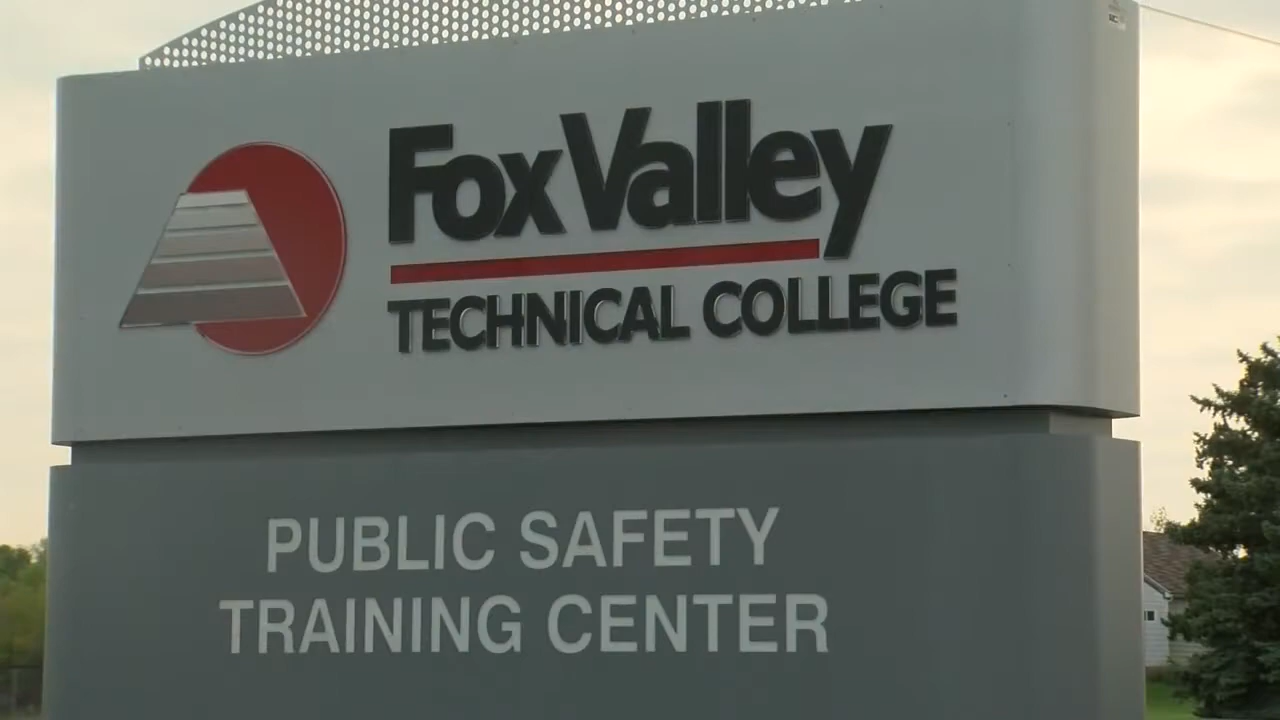 Fox Valley
TECHNICAL COLLEGE
PUBLIC SAFETY
TRAINING CENTER